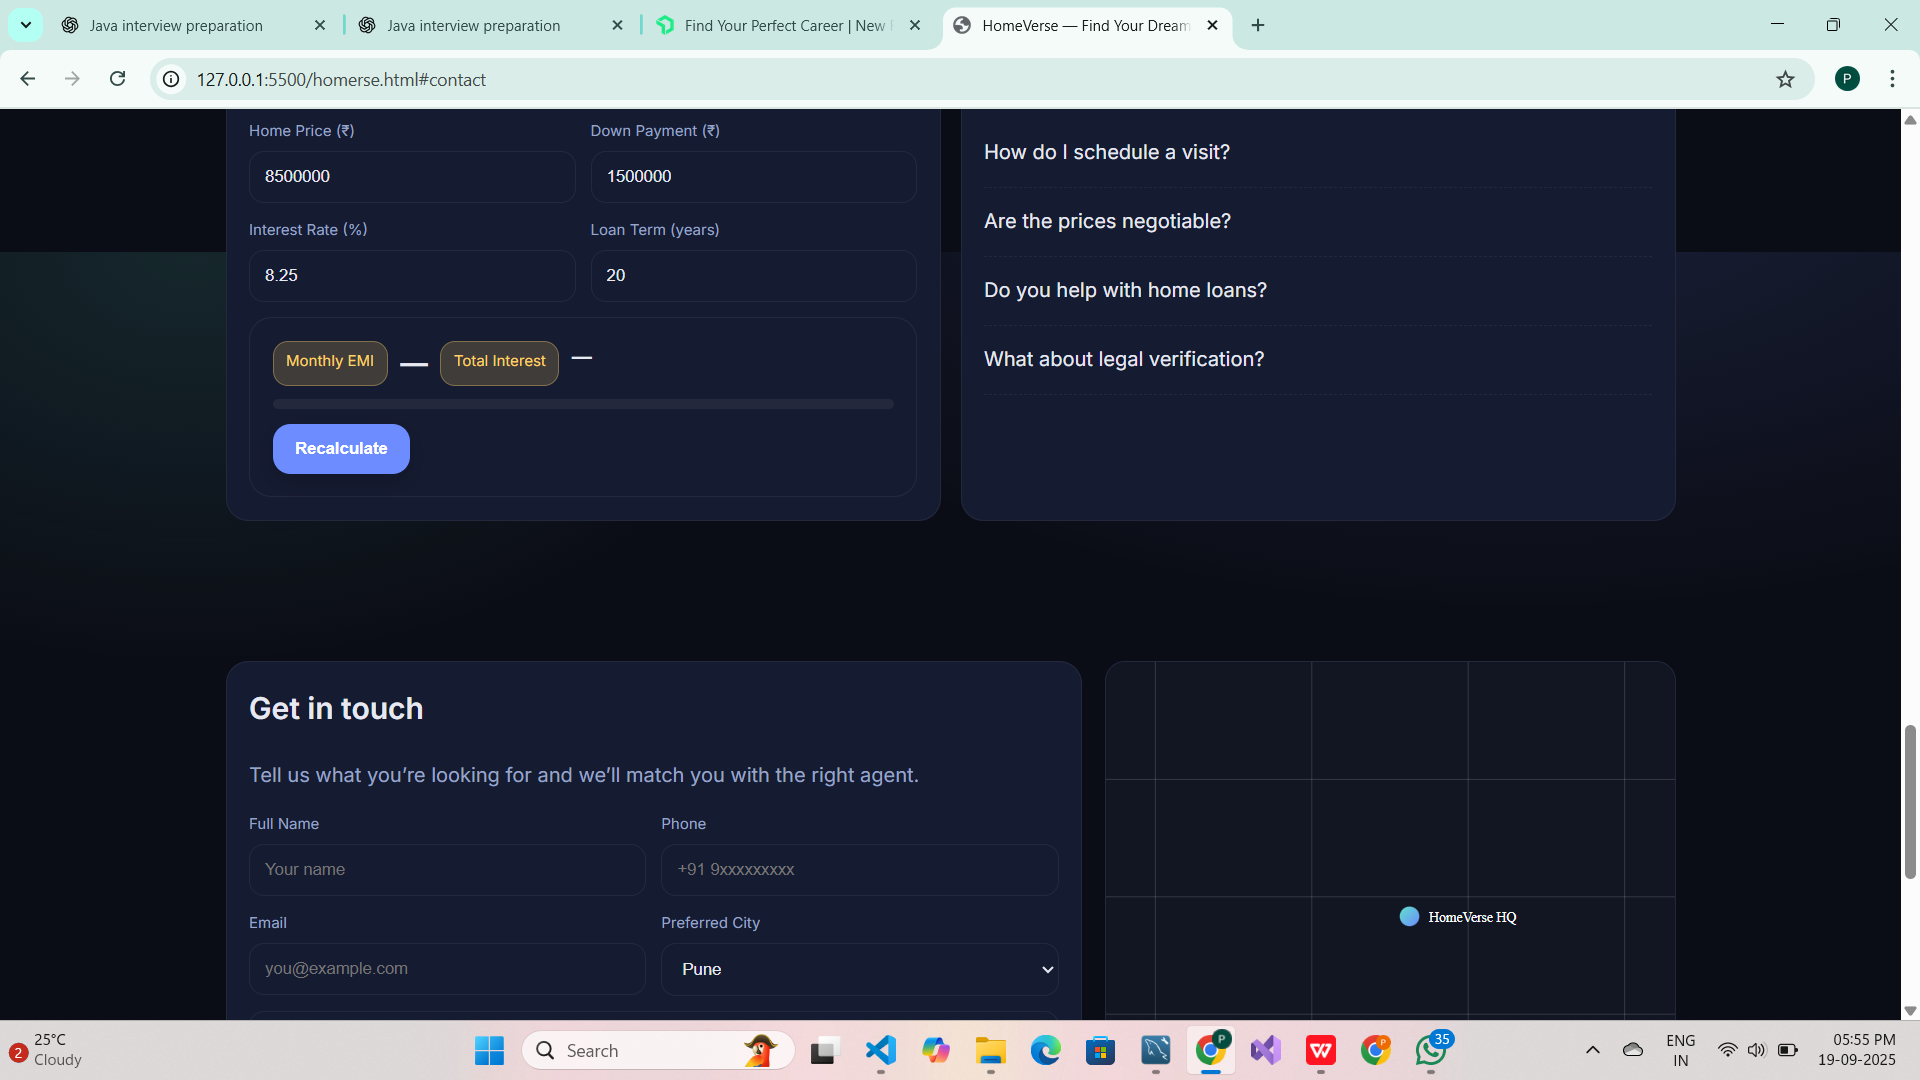 Java interview preparation
Java interview preparation
Find Your Perfect Career | New
HomeVerse — Find Your Dream
127.0.0.1:5500/homerse.html#contact
P
Home Price (₹)
Down Payment (₹)
8500000
1500000
Interest Rate (%)
Loan Term (years)
8.25
20
Monthly EMI
—
Total Interest
—
Recalculate
How do I schedule a visit?
Are the prices negotiable?
Do you help with home loans?
What about legal verification?
Get in touch
Tell us what you’re looking for and we’ll match you with the right agent.
Full Name
Phone
Your name
+91 9xxxxxxxxx
Email
Preferred City
you@example.com
Pune
HomeVerse HQ
2
25°C
Cloudy
Search
P
W
P
35
ENG
IN
05:55 PM
19-09-2025